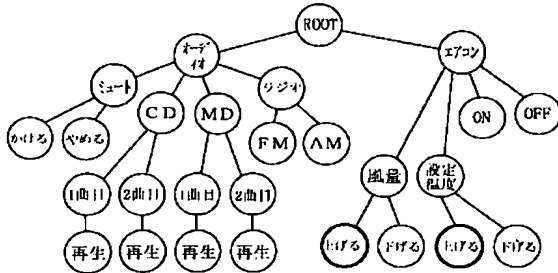 ROOT
オーデ
ィオ
エアコン
ミュート
CD
MD
ラジオ
ON
OFF
かける
やめる
FM
AM
風量
設定
温度
1曲目
2曲目
1曲目
2曲目
上げる
下げる
上げる
下げる
再生
再生
再生
再生